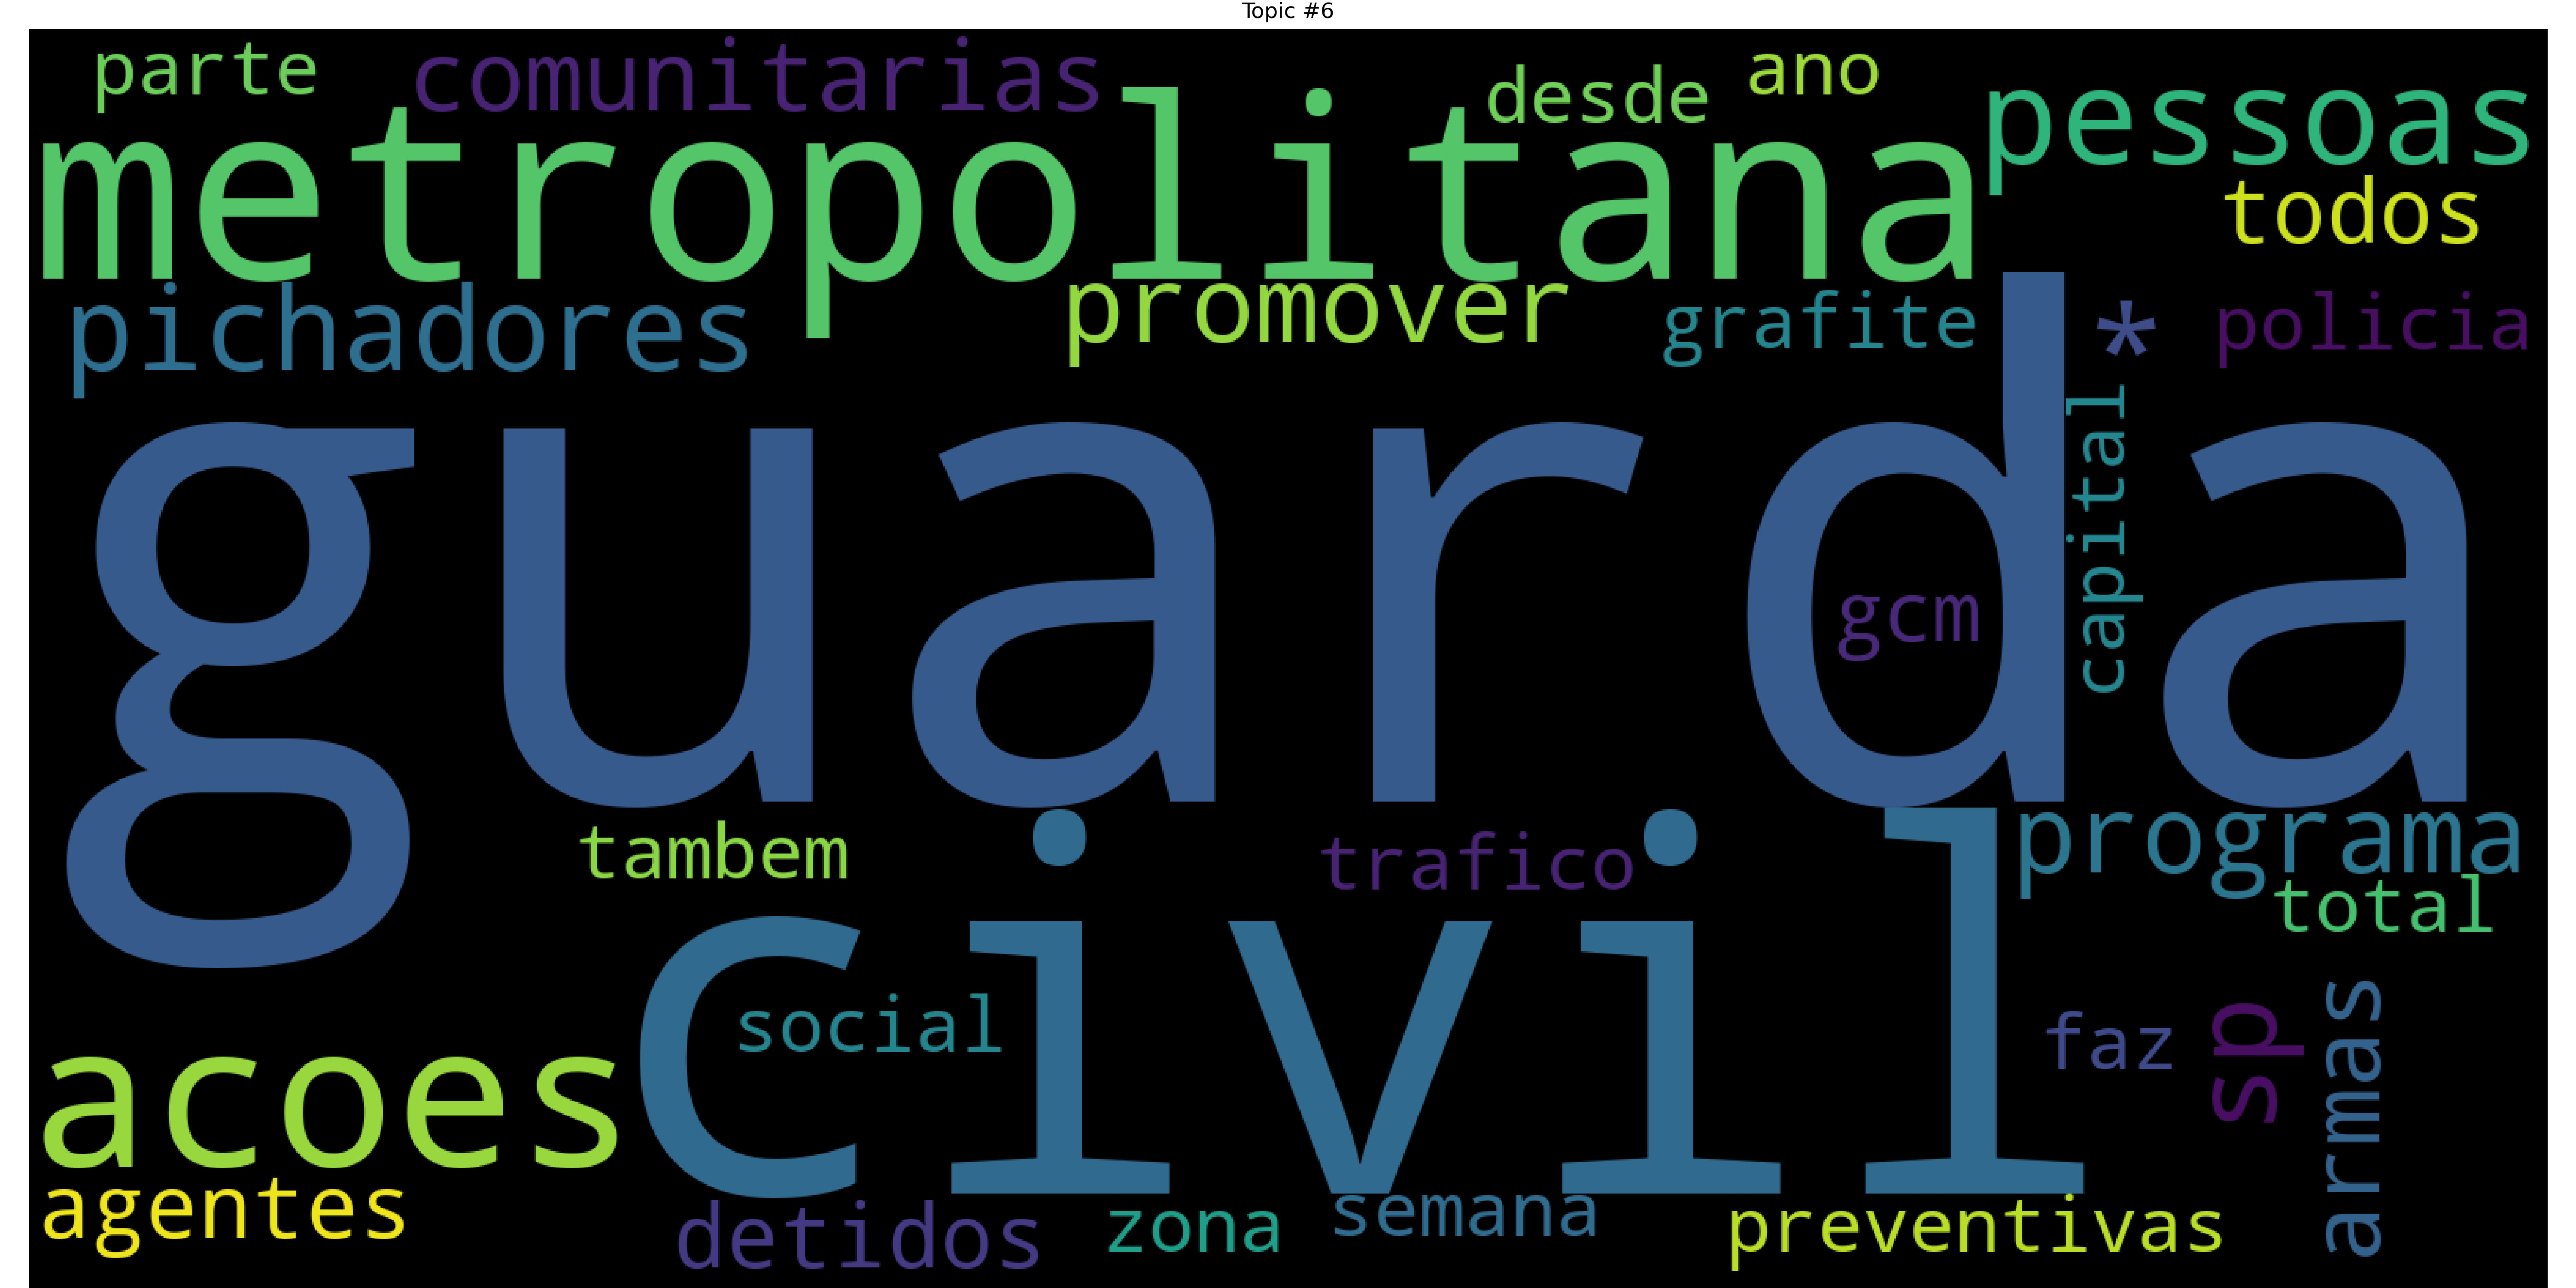 Topic #6
parte
comunitarias
desde
ano
pessoas
metropolitana
todos
pichadores
promover
grafite
*
policia
guarda
capital
gcm
tambem
trafico
programa
total
civil
social
acoes
faz
sp
armas
agentes
detidos
zona
semana
preventivas